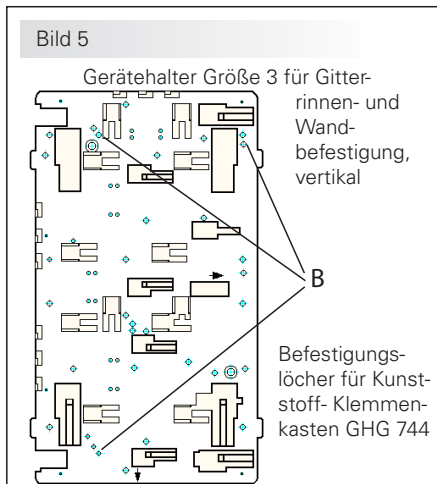 Bild 5
Gerätehalter Größe 3 für Gitter-
rinnen- und
Wand-
befestigung,
vertikal
B
Befestigungs-
löcher für Kunst-
stoff- Klemmen-
kasten GHG 744